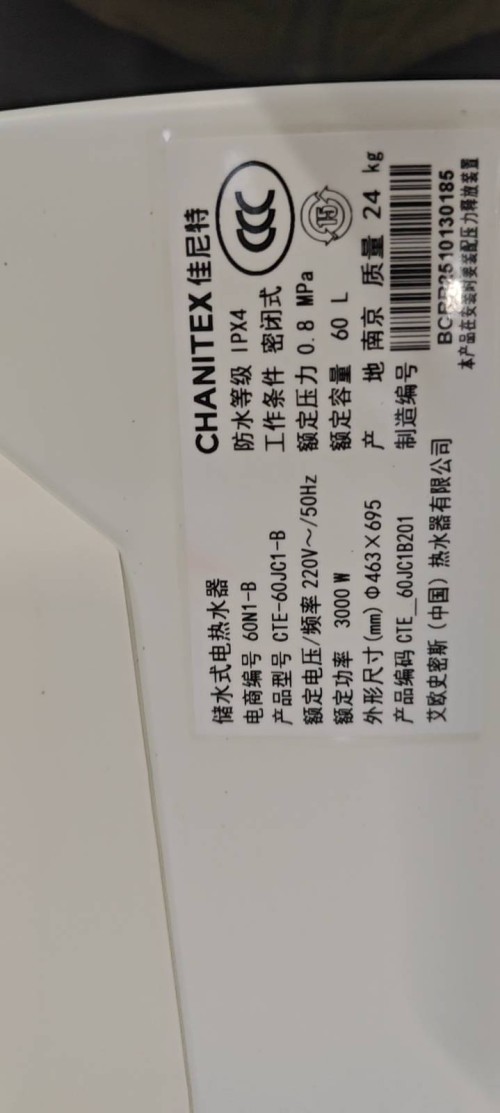 CHANITEX 佳尼特
储水式电热水器
防水等级 IPX4
电商编号 60N1-B
工作条件 密闭式
产品型号 CTE-60JC1-B
额定压力 0.8 MPa
额定电压/频率 220V～/50Hz
额定容量 60 L
额定功率 3000 W
产 地 南京 质量 24 kg
外形尺寸(mm) Φ463×695
制造编号
产品编码 CTE__60JC1B201
艾欧史密斯（中国）热水器有限公司
本产品在安装时要装配压力释放装置
CCC
15